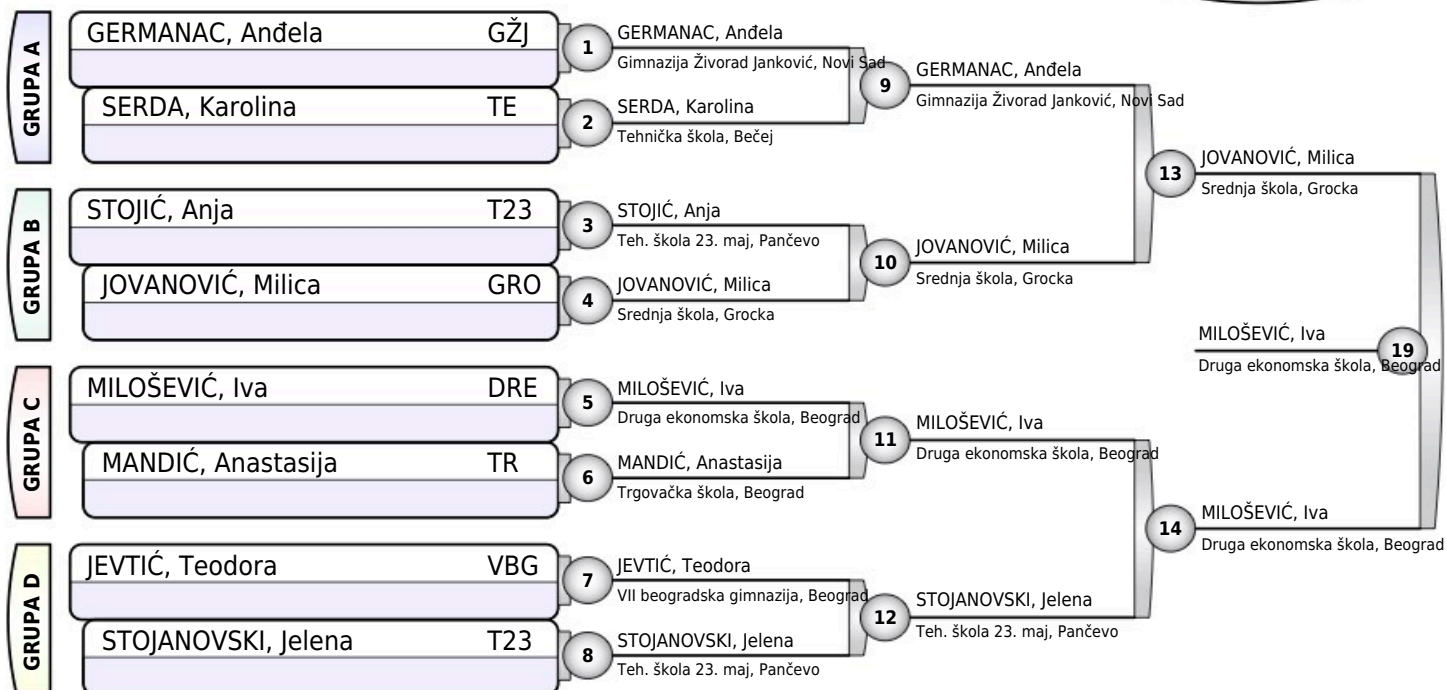 GRUPA A
GERMANAC, Anđela GŽJ
SERDA, Karolina TE
1
GERMANAC, Anđela
Gimnazija Živorad Janković, Novi Sad
2
SERDA, Karolina
Tehnička škola, Bečej
9
GERMANAC, Anđela
Gimnazija Živorad Janković, Novi Sad
GRUPA B
STOJIĆ, Anja T23
JOVANOVIĆ, Milica GRO
3
STOJIĆ, Anja
Teh. škola 23. maj, Pančevo
4
JOVANOVIĆ, Milica
Srednja škola, Grocka
10
JOVANOVIĆ, Milica
Srednja škola, Grocka
13
JOVANOVIĆ, Milica
Srednja škola, Grocka
GRUPA C
MILOŠEVIĆ, Iva DRE
MANDIĆ, Anastasija TR
5
MILOŠEVIĆ, Iva
Druga ekonomska škola, Beograd
6
MANDIĆ, Anastasija
Trgovačka škola, Beograd
11
MILOŠEVIĆ, Iva
Druga ekonomska škola, Beograd
GRUPA D
JEVTIĆ, Teodora VBG
STOJANOVSKI, Jelena T23
7
JEVTIĆ, Teodora
VII beogradska gimnazija, Beograd
8
STOJANOVSKI, Jelena
Teh. škola 23. maj, Pančevo
12
STOJANOVSKI, Jelena
Teh. škola 23. maj, Pančevo
14
MILOŠEVIĆ, Iva
Druga ekonomska škola, Beograd
19
MILOŠEVIĆ, Iva
Druga ekonomska škola, Beograd